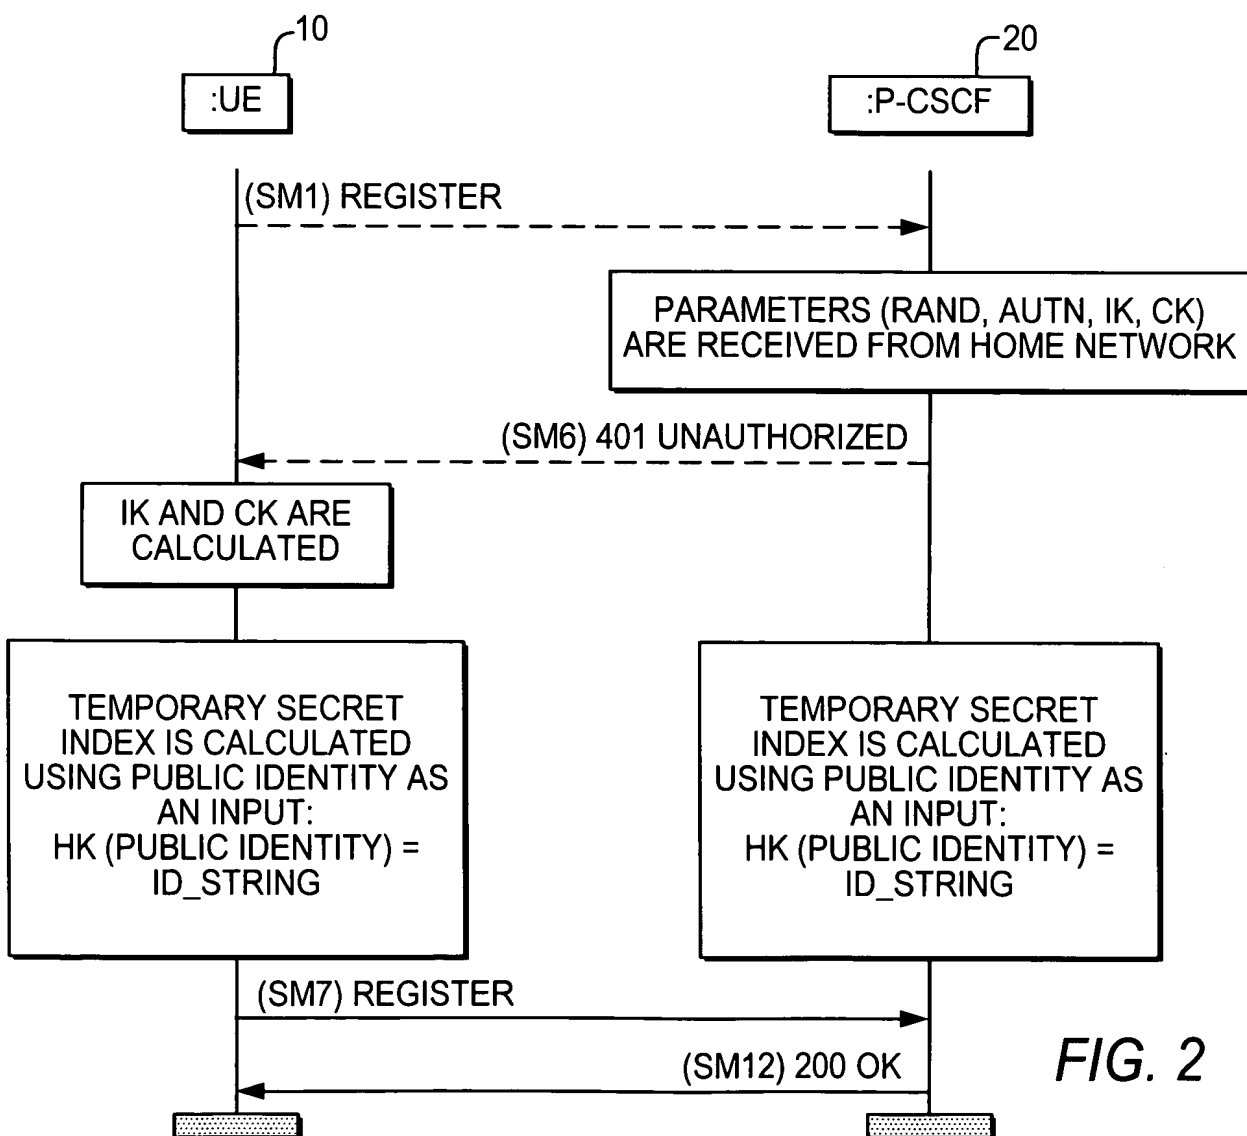 10
20
:UE
:P-CSCF
(SM1) REGISTER
PARAMETERS (RAND, AUTN, IK, CK)
ARE RECEIVED FROM HOME NETWORK
(SM6) 401 UNAUTHORIZED
IK AND CK ARE
CALCULATED
TEMPORARY SECRET
INDEX IS CALCULATED
USING PUBLIC IDENTITY AS
AN INPUT:
HK (PUBLIC IDENTITY) =
ID_STRING
TEMPORARY SECRET
INDEX IS CALCULATED
USING PUBLIC IDENTITY AS
AN INPUT:
HK (PUBLIC IDENTITY) =
ID_STRING
(SM7) REGISTER
(SM12) 200 OK
FIG. 2